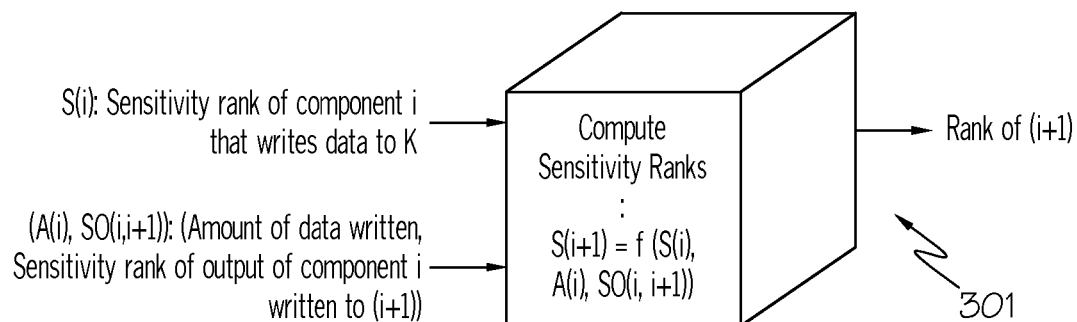 S(i): Sensitivity rank of component i
that writes data to K
(A(i), SO(i,i+1)): (Amount of data written,
Sensitivity rank of output of component i
written to (i+1))
Compute
Sensitivity Ranks
:
S(i+1) = f (S(i),
A(i), SO(i, i+1))
Rank of (i+1)
301